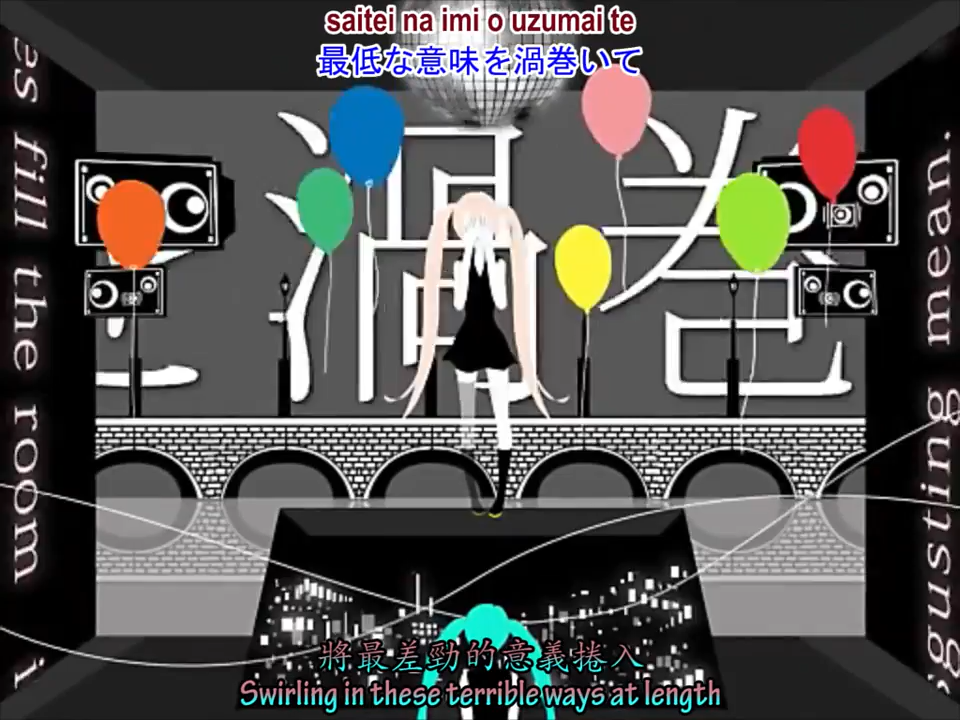 saitei na imi o uzumai te
最低な意味を渦巻いて
渦巻
es fill the room i
sgusting mean.
將最差勁的意義捲入
Swirling in these terrible ways at length